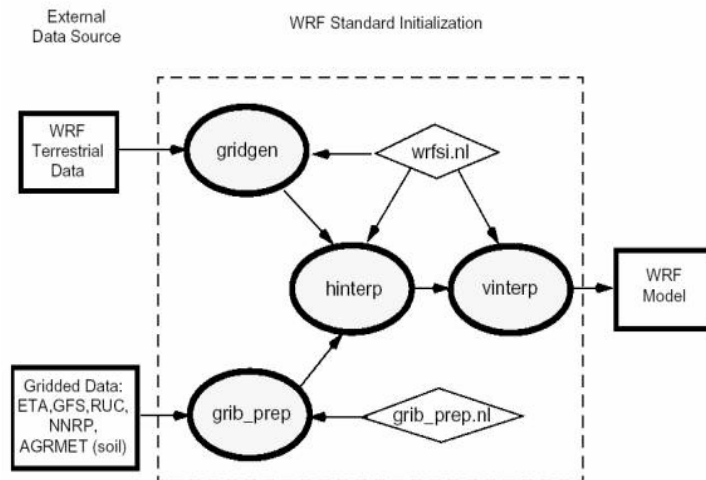 External
Data Source
WRF Standard Initialization
WRF
Terrestrial
Data
gridgen
wrfsi.nl
hinterp
vinterp
WRF
Model
Gridded Data:
ETA,GFS,RUC,
NNRP,
AGRMET (soil)
grib_prep
grib_prep.nl